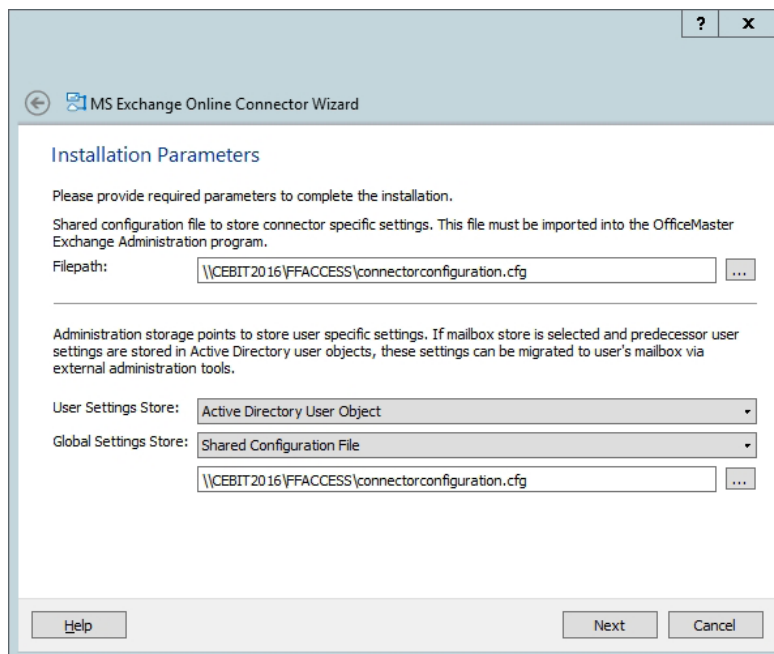 ? x
MS Exchange Online Connector Wizard
Installation Parameters
Please provide required parameters to complete the installation.
Shared configuration file to store connector specific settings. This file must be imported into the OfficeMaster
Exchange Administration program.
Filepath: \\CEBIT2016\FFACCESS\connectorconfiguration.cfg ...
Administration storage points to store user specific settings. If mailbox store is selected and predecessor user
settings are stored in Active Directory user objects, these settings can be migrated to user's mailbox via
external administration tools.
User Settings Store: Active Directory User Object
Global Settings Store: Shared Configuration File
\\CEBIT2016\FFACCESS\connectorconfiguration.cfg ...
Help Next Cancel